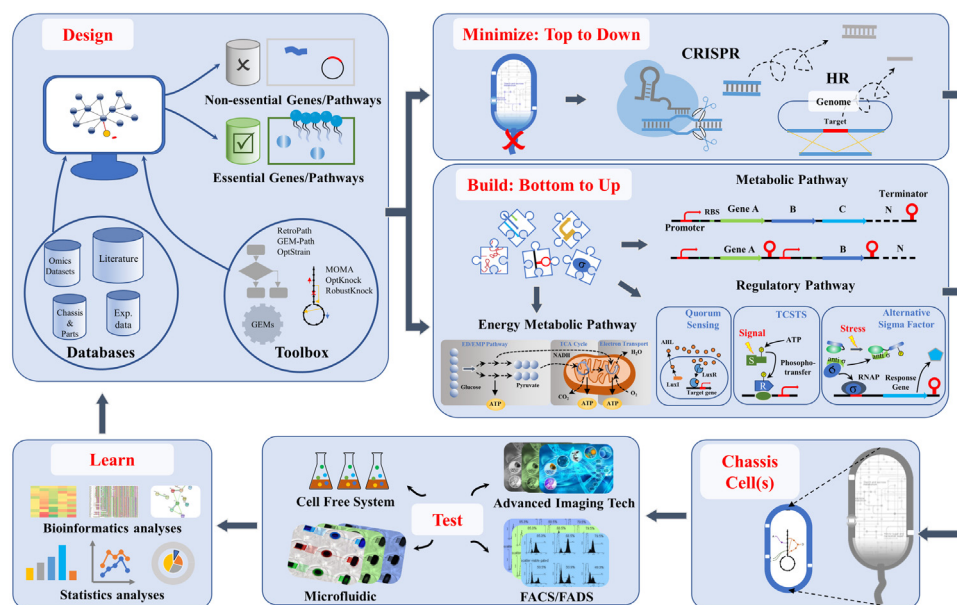 Design
Non-essential Genes/Pathways
Essential Genes/Pathways
Omics
Datasets
Literature
Chassis
&
Parts
Exp.
data
Databases
RetroPath
GEM-Path
OptStrain
MOMA
OptKnock
RobustKnock
GEMs
Toolbox
Minimize: Top to Down
CRISPR
HR
Genome
Target
Build: Bottom to Up
Metabolic Pathway
Terminator
RBS
Gene A
B
C
N
Promoter
Gene A
B
N
Regulatory Pathway
Energy Metabolic Pathway
ED/EMP Pathway
TCA Cycle
Electron Transport
NADH
H₂O
Glucose
Pyruvate
CO₂
O₂
ATP
ATP
ATP
Quorum
Sensing
AHL
LuxI
LuxR
Target gene
TCSTS
Signal
ATP
S
Phospho-
transfer
R
Alternative
Sigma Factor
Stress
anti σ
anti σ
σ
RNAP
Response
Gene
Learn
Bioinformatics analyses
Statistics analyses
Cell Free System
Advanced Imaging Tech
Test
Microfluidic
FACS/FADS
Chassis
Cell(s)